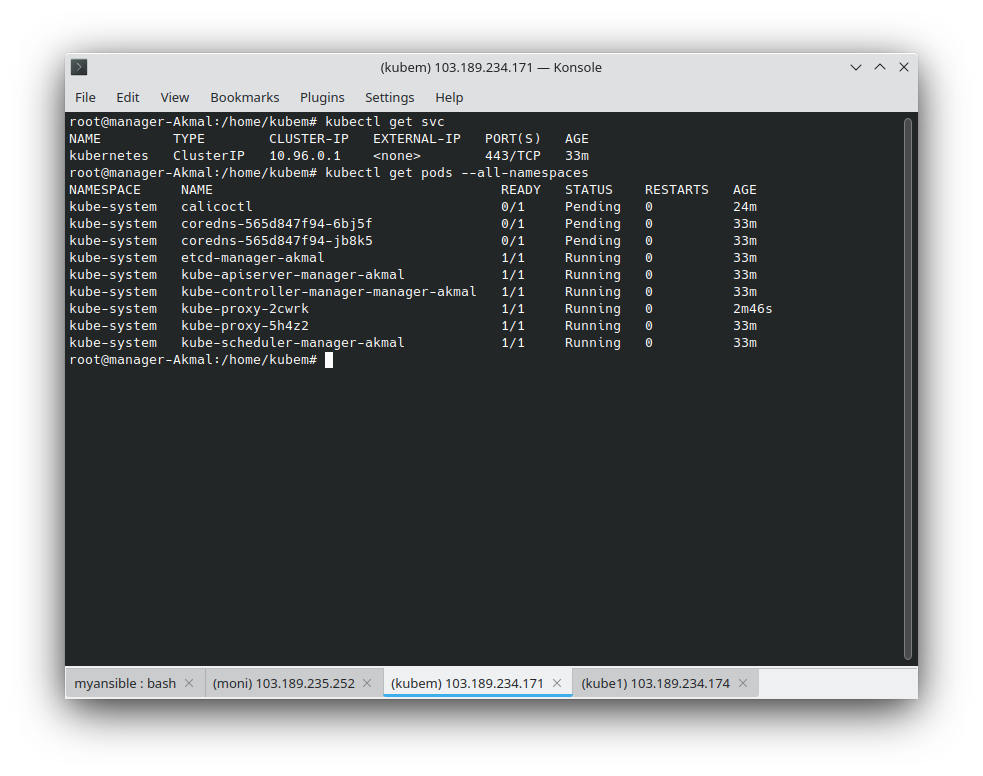 (kubem) 103.189.234.171 — Konsole
File Edit View Bookmarks Plugins Settings Help
root@manager-Akmal:/home/kubem# kubectl get svc
NAME TYPE CLUSTER-IP EXTERNAL-IP PORT(S) AGE
kubernetes ClusterIP 10.96.0.1 <none> 443/TCP 33m
root@manager-Akmal:/home/kubem# kubectl get pods --all-namespaces
NAMESPACE NAME READY STATUS RESTARTS AGE
kube-system calicoctl 0/1 Pending 0 24m
kube-system coredns-565d847f94-6bj5f 0/1 Pending 0 33m
kube-system coredns-565d847f94-jb8k5 0/1 Pending 0 33m
kube-system etcd-manager-akmal 1/1 Running 0 33m
kube-system kube-apiserver-manager-akmal 1/1 Running 0 33m
kube-system kube-controller-manager-manager-akmal 1/1 Running 0 33m
kube-system kube-proxy-2cwrk 1/1 Running 0 2m46s
kube-system kube-proxy-5h4z2 1/1 Running 0 33m
kube-system kube-scheduler-manager-akmal 1/1 Running 0 33m
root@manager-Akmal:/home/kubem#
myansible : bash (moni) 103.189.235.252 (kubem) 103.189.234.171 (kube1) 103.189.234.174